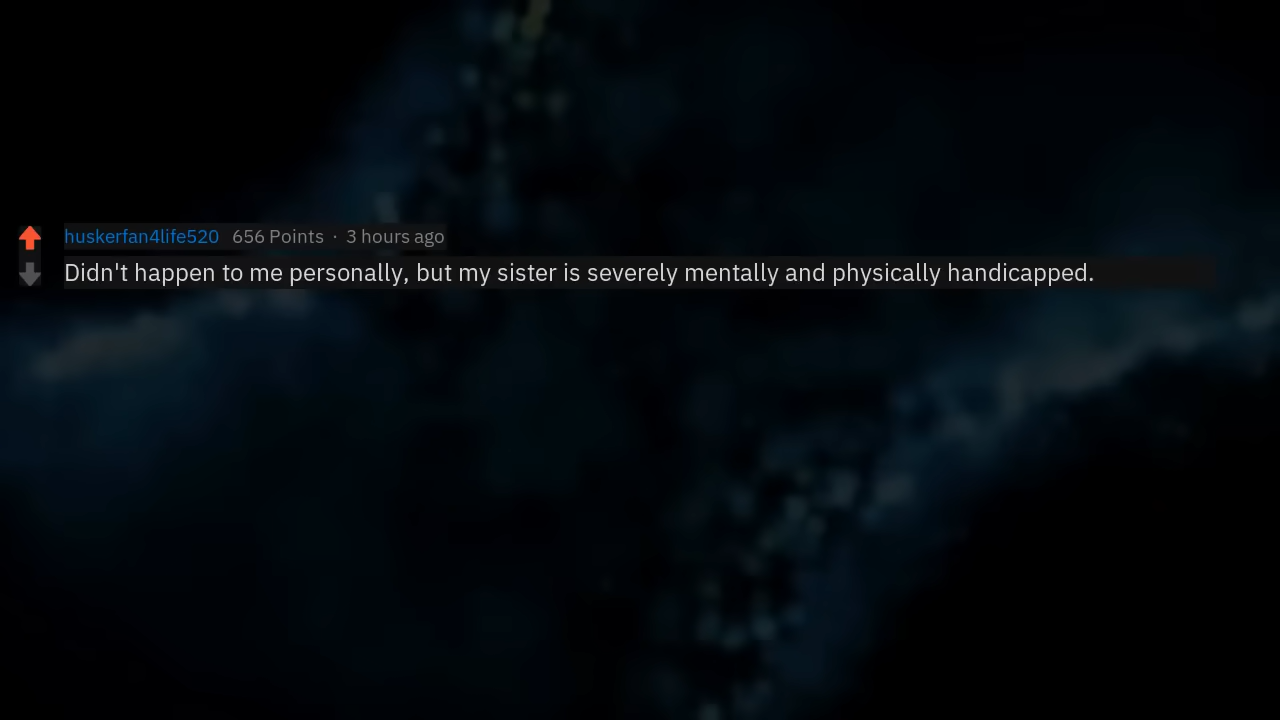 huskerfan4life520 656 Points · 3 hours ago
Didn't happen to me personally, but my sister is severely mentally and physically handicapped.